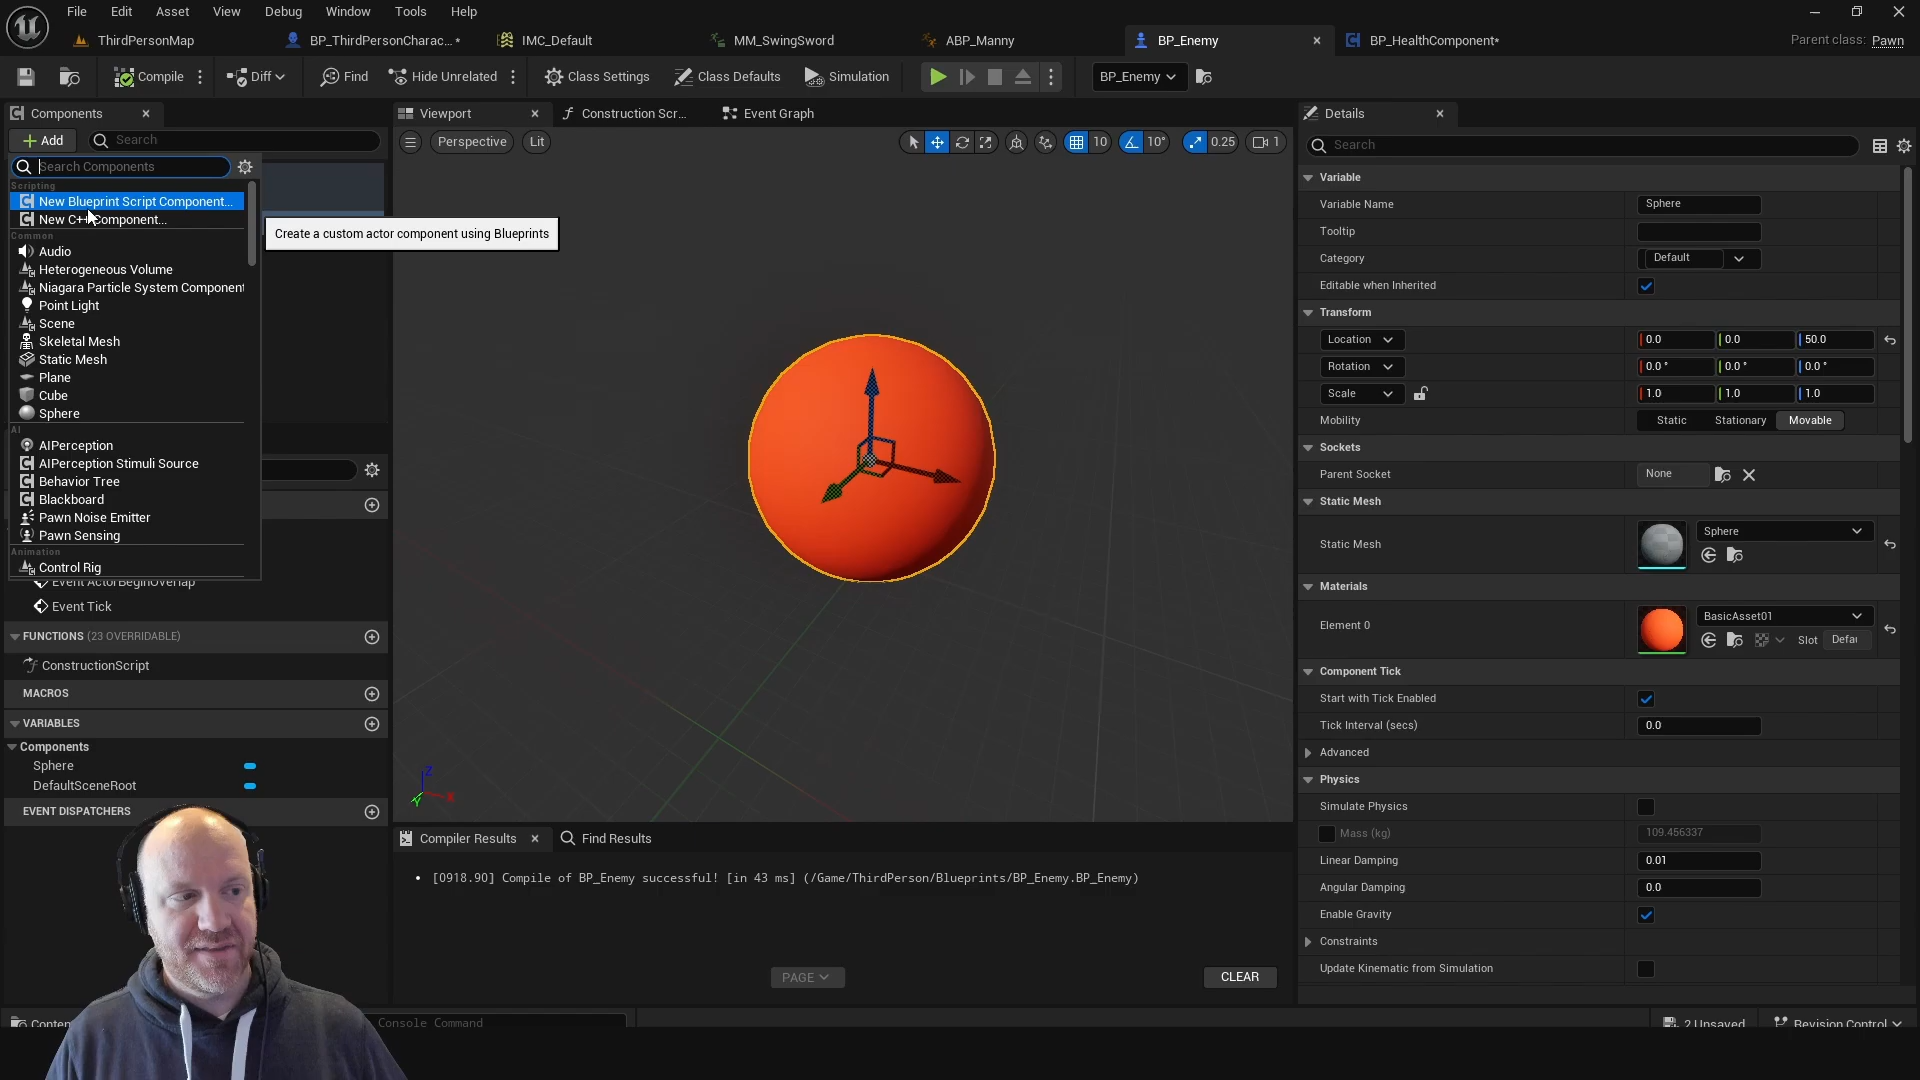 File Edit Asset View Debug Window Tools Help
ThirdPersonMap BP_ThirdPersonCharac...* IMC_Default MM_SwingSword ABP_Manny BP_Enemy BP_HealthComponent* Parent class: Pawn
Compile Diff Find Hide Unrelated Class Settings Class Defaults Simulation BP_Enemy
Components
Add Search
Search Components
Scripting
New Blueprint Script Component...
New C++ Component...
Create a custom actor component using Blueprints
Common
Audio
Heterogeneous Volume
Niagara Particle System Component
Point Light
Scene
Skeletal Mesh
Static Mesh
Plane
Cube
Sphere
AI
AIPerception
AIPerception Stimuli Source
Behavior Tree
Blackboard
Pawn Noise Emitter
Pawn Sensing
Animation
Control Rig
Event ActorBeginOverlap
Event Tick
FUNCTIONS (23 OVERRIDABLE)
ConstructionScript
MACROS
VARIABLES
Components
Sphere
DefaultSceneRoot
EVENT DISPATCHERS
Viewport Construction Scr... Event Graph
Perspective Lit 10 10° 0.25 1
Z
X
Y
Compiler Results Find Results
• [0918.90] Compile of BP_Enemy successful! [in 43 ms] (/Game/ThirdPerson/Blueprints/BP_Enemy.BP_Enemy)
PAGE CLEAR
Details
Search
Variable
Variable Name Sphere
Tooltip
Category Default
Editable when Inherited
Transform
Location 0.0 0.0 50.0
Rotation 0.0° 0.0° 0.0°
Scale 1.0 1.0 1.0
Mobility Static Stationary Movable
Sockets
Parent Socket None
Static Mesh
Static Mesh Sphere
Materials
Element 0 BasicAsset01
Slot Defau
Component Tick
Start with Tick Enabled
Tick Interval (secs) 0.0
Advanced
Physics
Simulate Physics
Mass (kg) 109.456337
Linear Damping 0.01
Angular Damping 0.0
Enable Gravity
Constraints
Update Kinematic from Simulation
Conten Console Command 2 Unsaved Revision Control